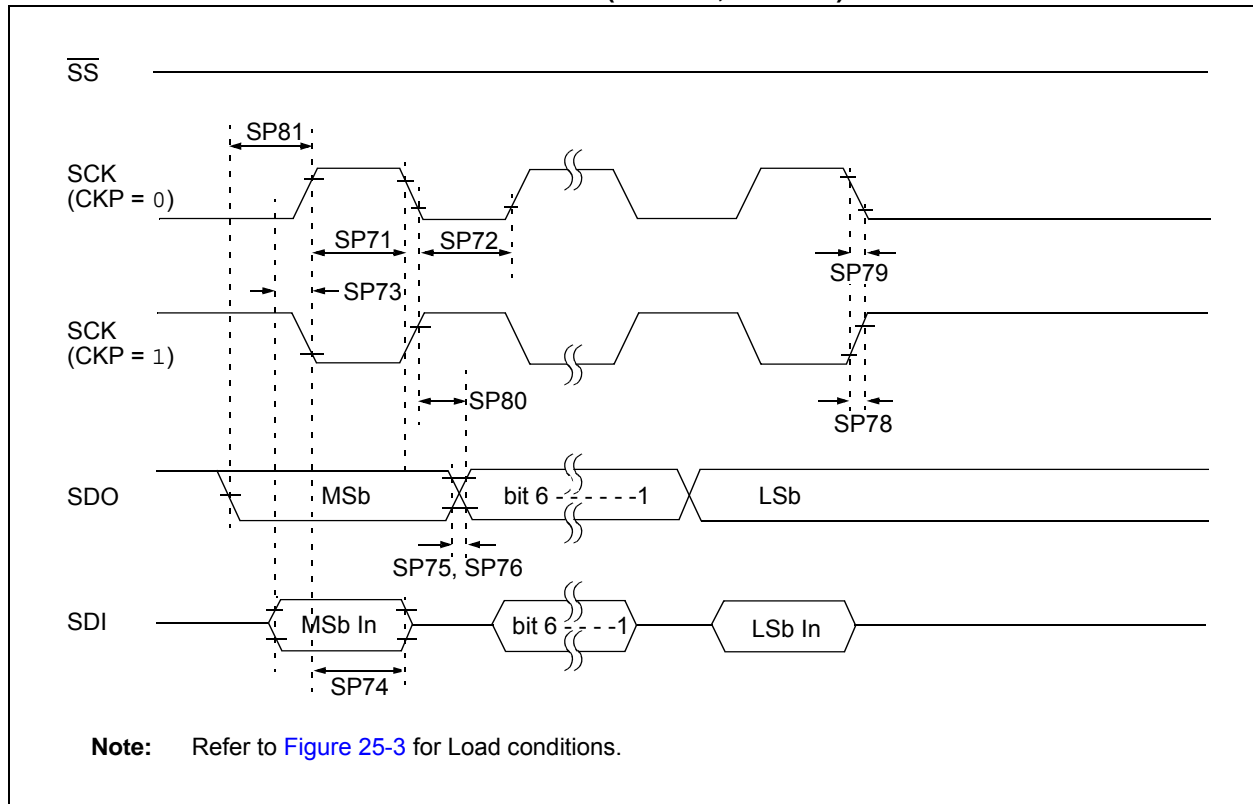 SS
SP81
SCK
(CKP = 0)
SP71
SP72
SP79
SP73
SCK
(CKP = 1)
SP80
SP78
SDO
MSb
bit 6 - - - - - -1
LSb
SP75, SP76
SDI
MSb In
bit 6 - - - -1
LSb In
SP74
Note: Refer to Figure 25-3 for Load conditions.